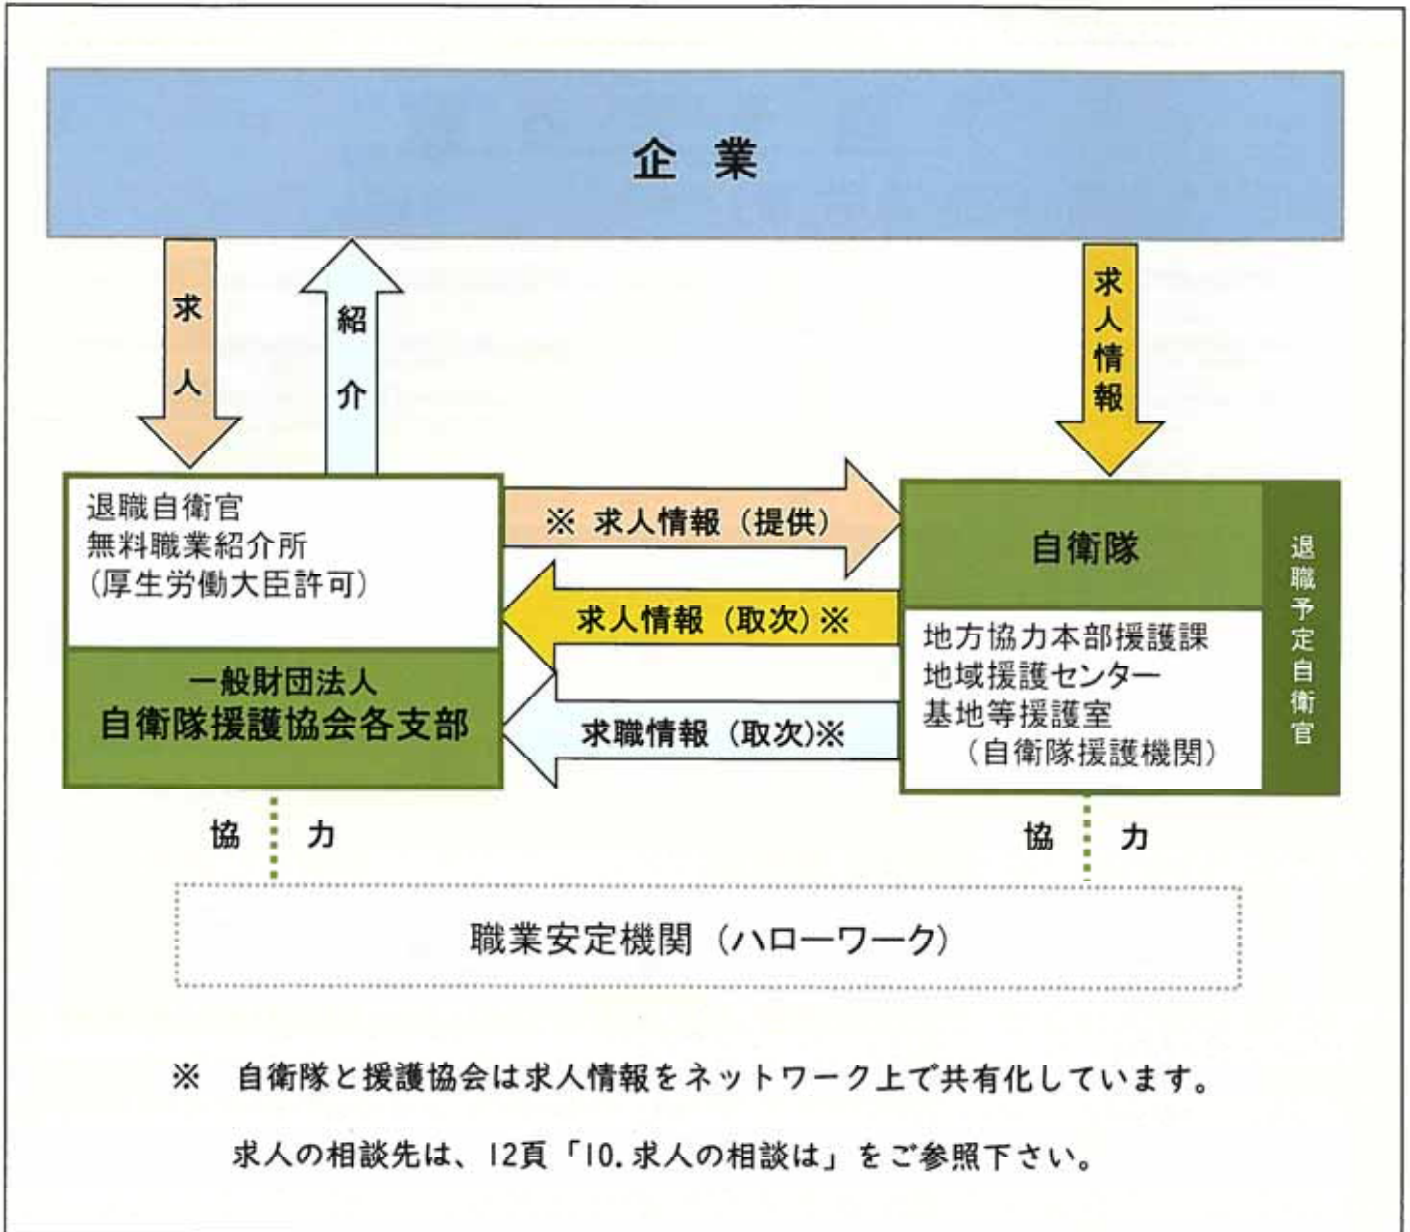 企 業
求人
紹介
求人情報
退職自衛官
無料職業紹介所
(厚生労働大臣許可)
一般財団法人
自衛隊援護協会各支部
※ 求人情報（提供）
求人情報（取次）※
求職情報（取次）※
自衛隊
地方協力本部援護課
地域援護センター
基地等援護室
（自衛隊援護機関）
退職予定自衛官
協 力
協 力
職業安定機関（ハローワーク）
※ 自衛隊と援護協会は求人情報をネットワーク上で共有化しています。
求人の相談先は、12頁「10.求人の相談は」をご参照下さい。